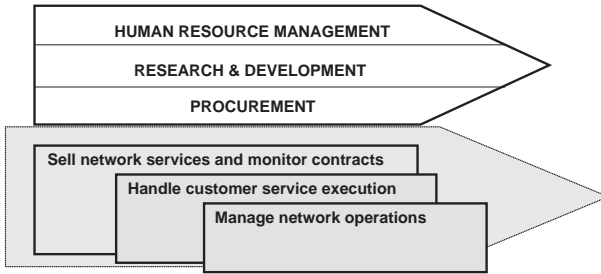 HUMAN RESOURCE MANAGEMENT
RESEARCH & DEVELOPMENT
PROCUREMENT
Sell network services and monitor contracts
Handle customer service execution
Manage network operations